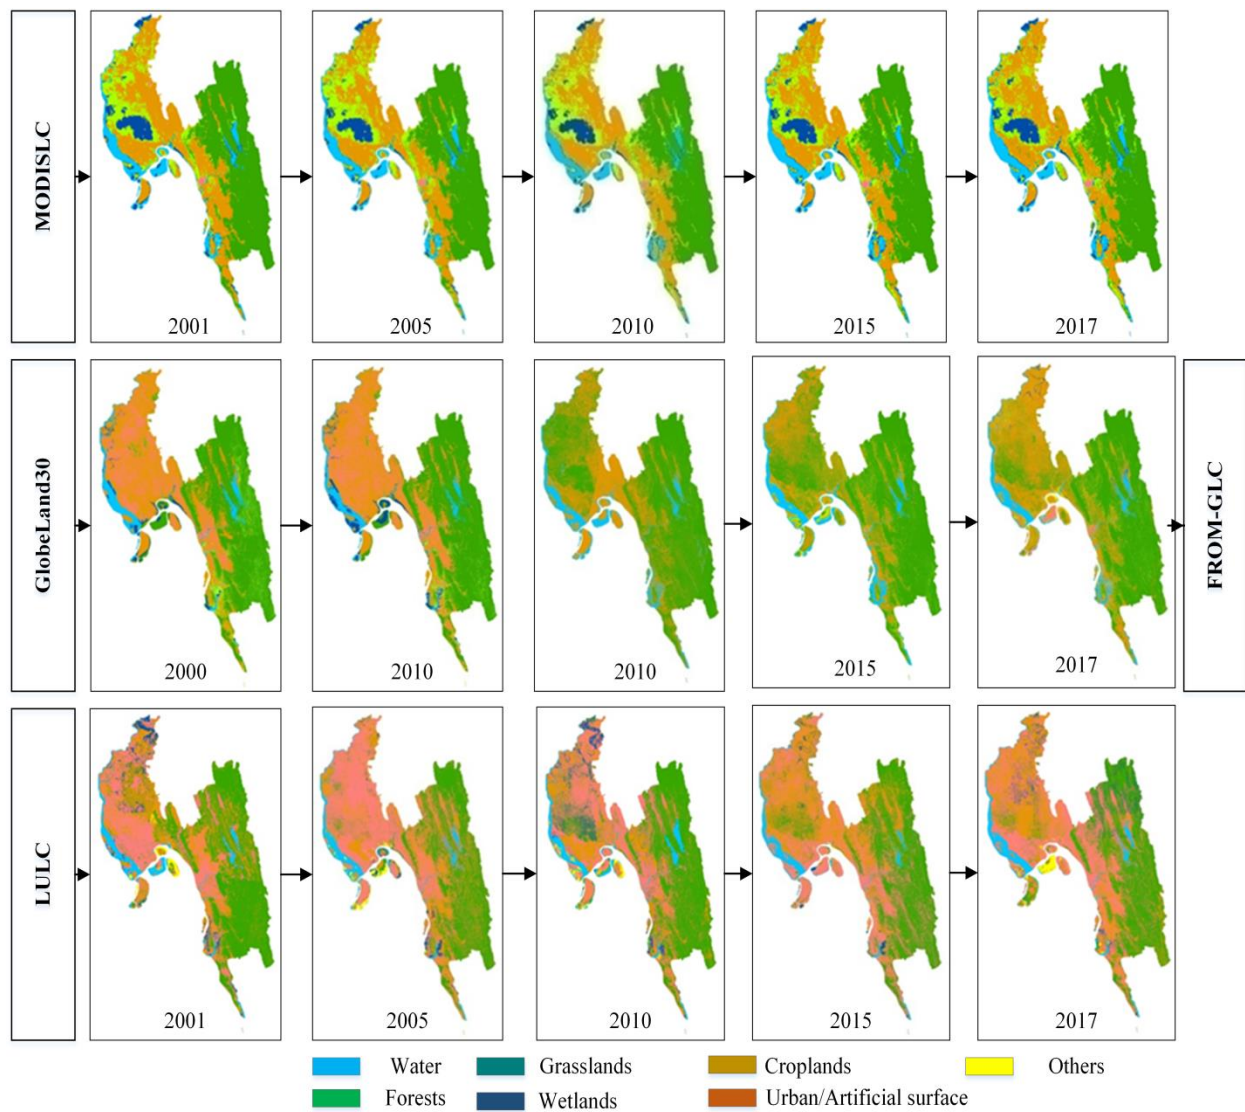 MODISLC
2001
2005
2010
2015
2017
GlobeLand30
2000
2010
2010
2015
2017
FROM-GLC
LULC
2001
2005
2010
2015
2017
Water
Grasslands
Croplands
Others
Forests
Wetlands
Urban/Artificial surface